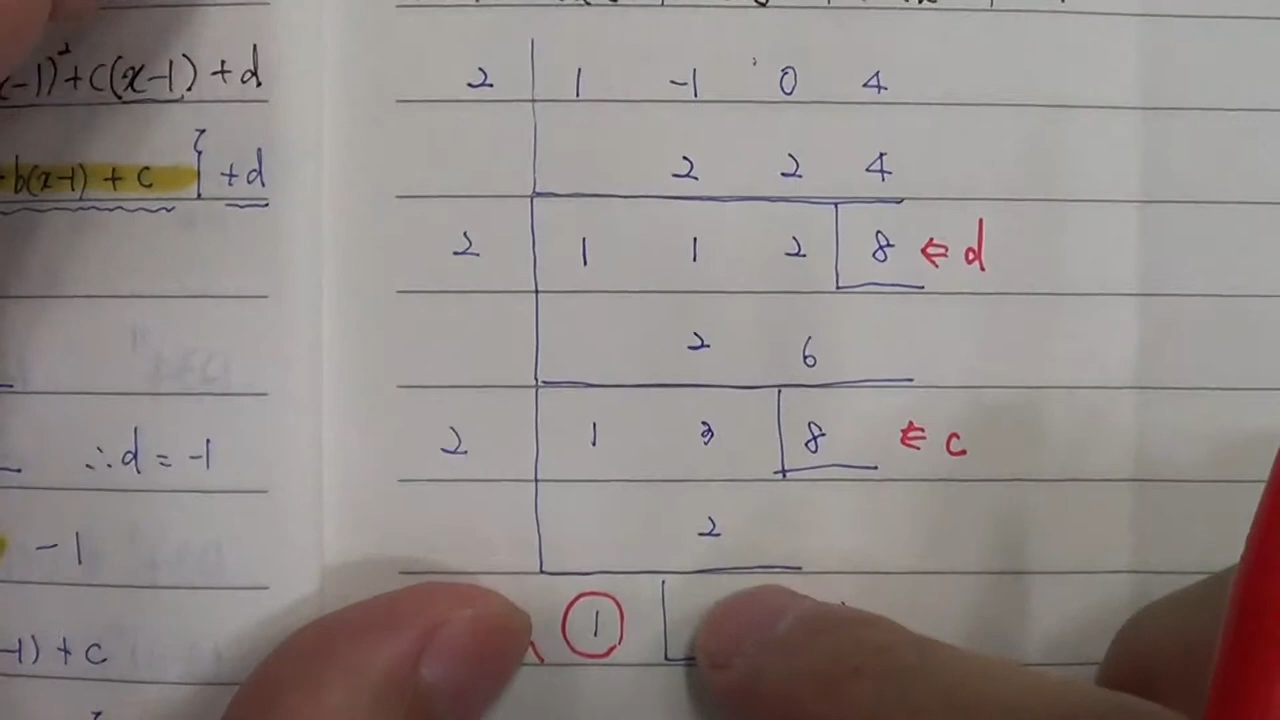 -1)² + c(x-1) + d
b(x-1) + c } + d
∴ d = -1
-1
-1) + c
2 1 -1 0 4
2 2 4
2 1 1 2 8 ⇐ d
2 6
2 1 3 8 ⇐ c
2
1